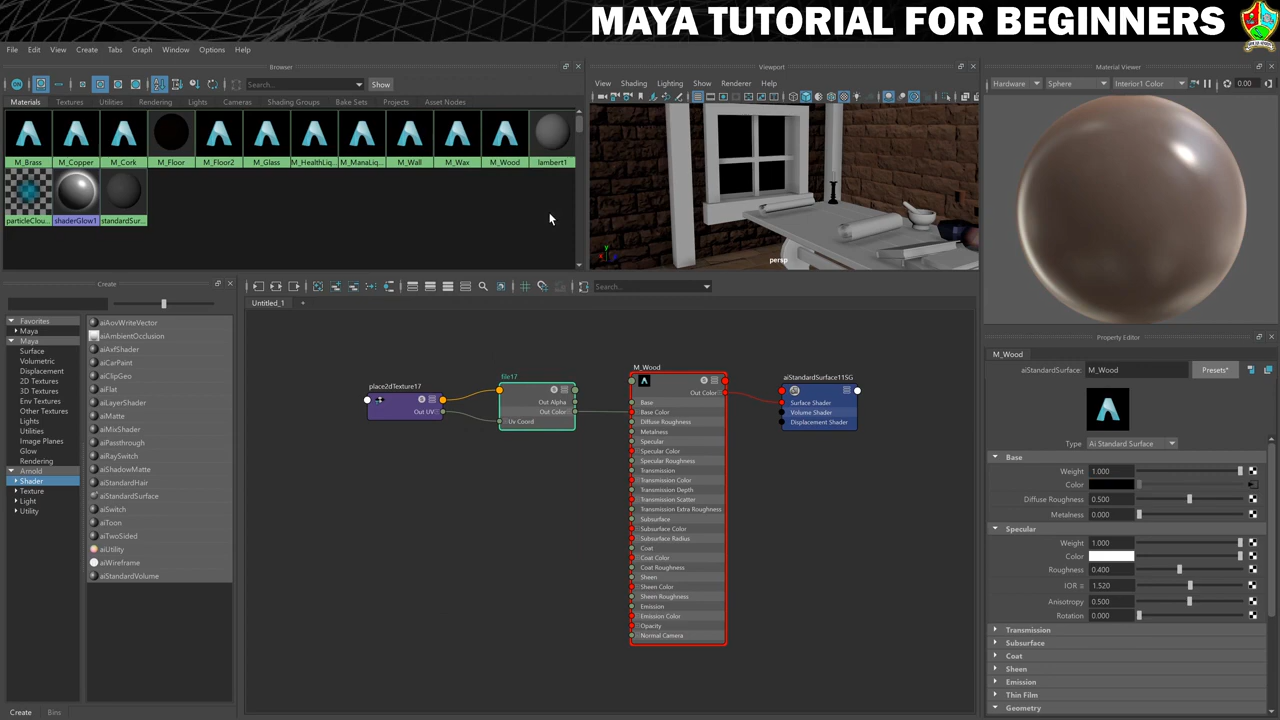 MAYA TUTORIAL FOR BEGINNERS
File Edit View Create Tabs Graph Window Options Help
Browser
Viewport
Material Viewer
Search...
Show
View Shading Lighting Show Renderer Help
Hardware Sphere Interior1 Color 0.00
Materials Textures Utilities Rendering Lights Cameras Shading Groups Bake Sets Projects Asset Nodes
M_Brass M_Copper M_Cork M_Floor M_Floor2 M_Glass M_HealthLiq... M_ManaLiq... M_Wall M_Wax M_Wood lambert1
particleClou... shaderGlow1 standardSur...
persp
Create
Search...
Untitled_1 +
Favorites
Maya
Maya
Surface
Volumetric
Displacement
2D Textures
3D Textures
Env Textures
Other Textures
Lights
Utilities
Image Planes
Glow
Rendering
Arnold
Shader
Texture
Light
Utility
aiAovWriteVector
aiAmbientOcclusion
aiAxfShader
aiCarPaint
aiClipGeo
aiFlat
aiLayerShader
aiMatte
aiMixShader
aiPassthrough
aiRaySwitch
aiShadowMatte
aiStandardHair
aiStandardSurface
aiSwitch
aiToon
aiTwoSided
aiUtility
aiWireframe
aiStandardVolume
place2dTexture17
Out UV
file17
Out Alpha
Out Color
Uv Coord
M_Wood
Out Color
Base
Base Color
Diffuse Roughness
Metalness
Specular
Specular Color
Specular Roughness
Transmission
Transmission Color
Transmission Depth
Transmission Scatter
Transmission Extra Roughness
Subsurface
Subsurface Color
Subsurface Radius
Coat
Coat Color
Coat Roughness
Sheen
Sheen Color
Sheen Roughness
Emission
Emission Color
Opacity
Normal Camera
aiStandardSurface11SG
Surface Shader
Volume Shader
Displacement Shader
Property Editor
M_Wood
aiStandardSurface: M_Wood Presets*
Type Ai Standard Surface
Base
Weight 1.000
Color
Diffuse Roughness 0.500
Metalness 0.000
Specular
Weight 1.000
Color
Roughness 0.400
IOR = 1.520
Anisotropy 0.500
Rotation 0.000
Transmission
Subsurface
Coat
Sheen
Emission
Thin Film
Geometry
Create Bins